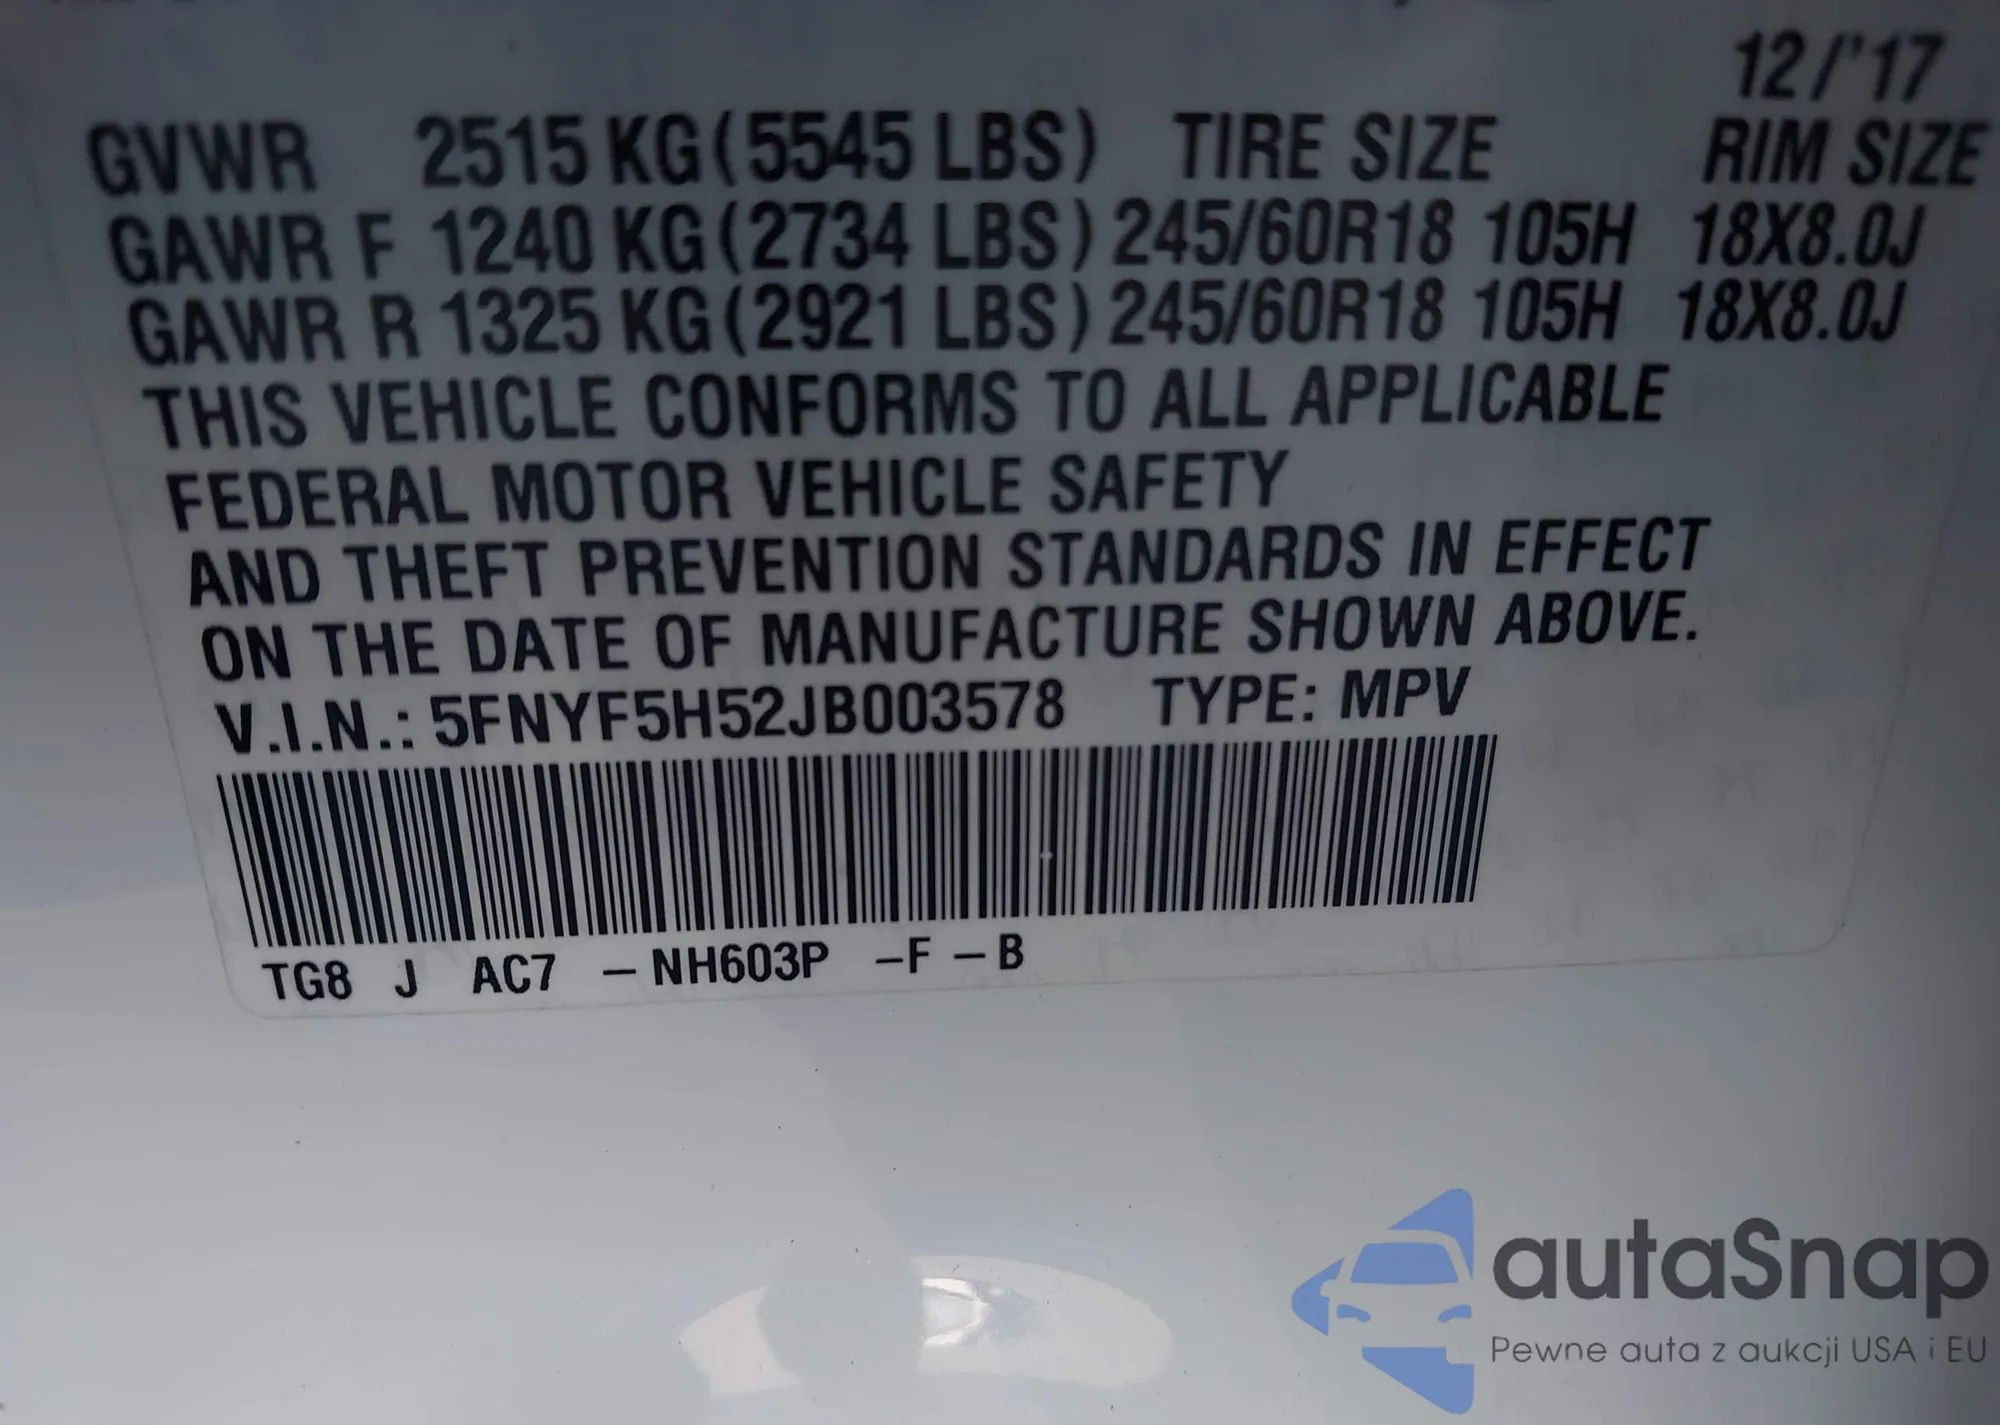 12/'17
GVWR 2515 KG (5545 LBS) TIRE SIZE RIM SIZE
GAWR F 1240 KG (2734 LBS) 245/60R18 105H 18X8.0J
GAWR R 1325 KG (2921 LBS) 245/60R18 105H 18X8.0J
THIS VEHICLE CONFORMS TO ALL APPLICABLE
FEDERAL MOTOR VEHICLE SAFETY
AND THEFT PREVENTION STANDARDS IN EFFECT
ON THE DATE OF MANUFACTURE SHOWN ABOVE.
V.I.N.: 5FNYF5H52JB003578 TYPE: MPV
TG8 J AC7 – NH603P – F – B
autaSnap
Pewne auta z aukcji USA i EU